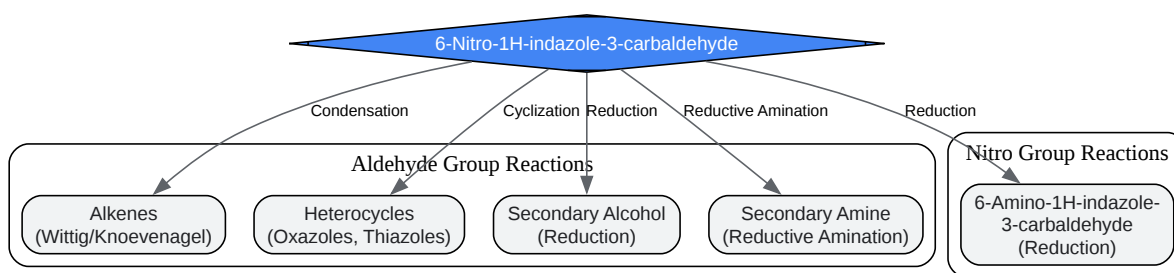 6-Nitro-1H-indazole-3-carbaldehyde
Condensation
Cyclization
Reduction
Reductive Amination
Reduction
Aldehyde Group Reactions
Nitro Group Reactions
Alkenes
(Wittig/Knoevenagel)
Heterocycles
(Oxazoles, Thiazoles)
Secondary Alcohol
(Reduction)
Secondary Amine
(Reductive Amination)
6-Amino-1H-indazole-
3-carbaldehyde
(Reduction)